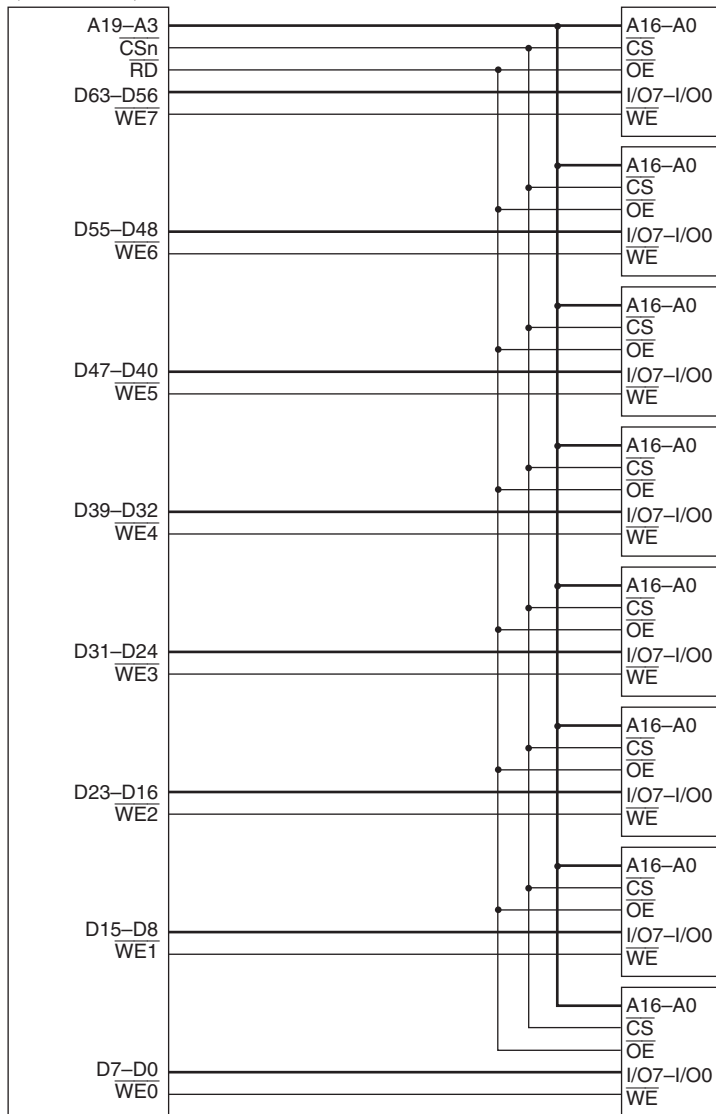 A19–A3 A16–A0
CSn CS
RD OE
D63–D56 I/O7–I/O0
WE7 WE
A16–A0
CS
OE
D55–D48 I/O7–I/O0
WE6 WE
A16–A0
CS
OE
D47–D40 I/O7–I/O0
WE5 WE
A16–A0
CS
OE
D39–D32 I/O7–I/O0
WE4 WE
A16–A0
CS
OE
D31–D24 I/O7–I/O0
WE3 WE
A16–A0
CS
OE
D23–D16 I/O7–I/O0
WE2 WE
A16–A0
CS
OE
D15–D8 I/O7–I/O0
WE1 WE
A16–A0
CS
OE
D7–D0 I/O7–I/O0
WE0 WE